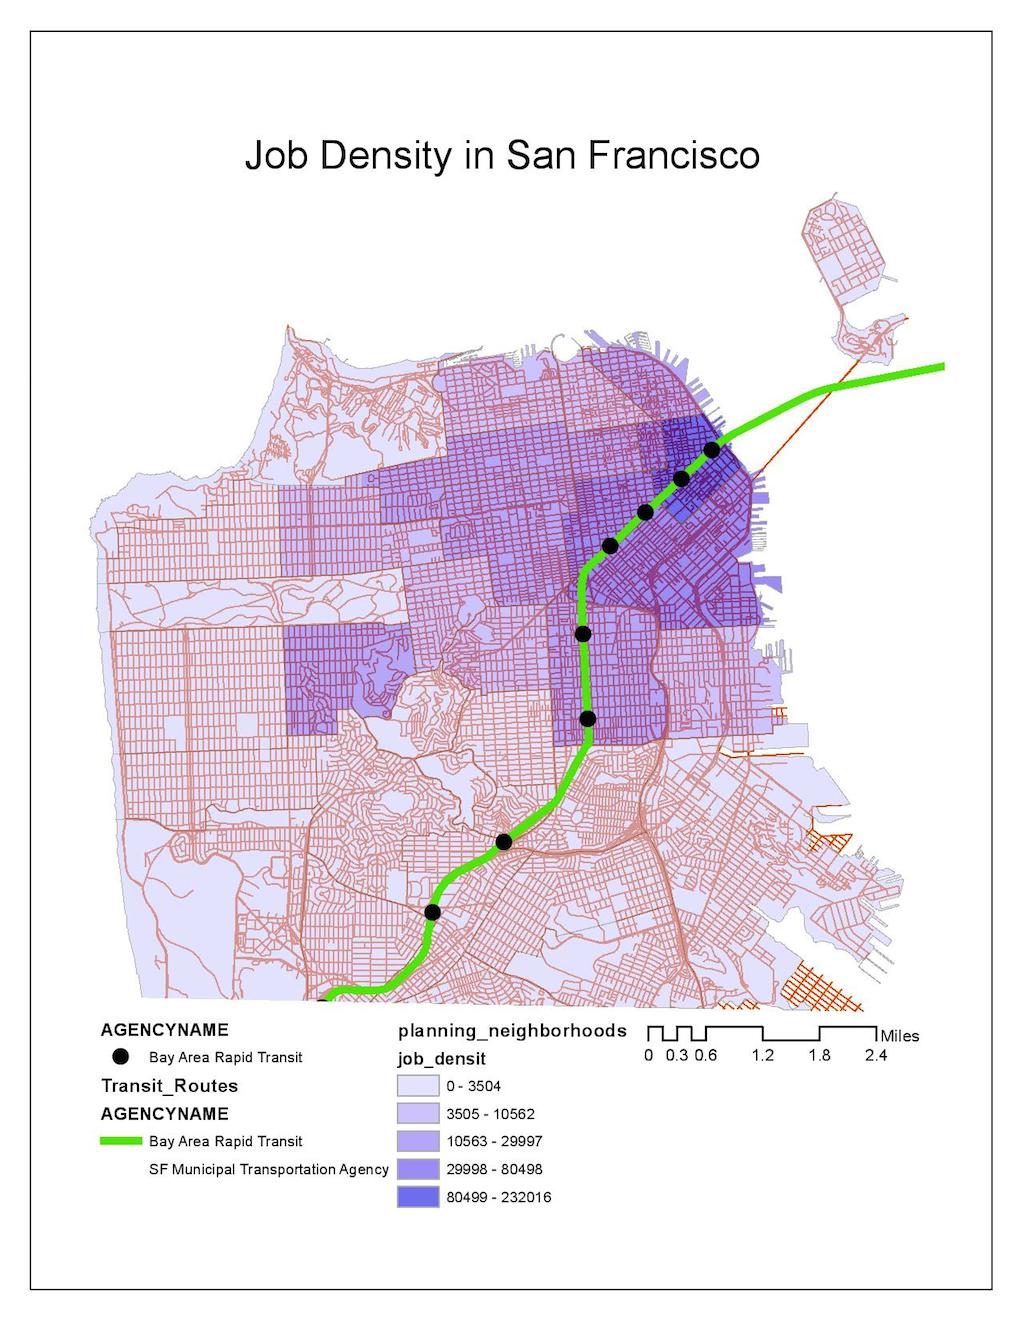 Job Density in San Francisco
AGENCYNAME
Bay Area Rapid Transit
Transit_Routes
AGENCYNAME
Bay Area Rapid Transit
SF Municipal Transportation Agency
planning_neighborhoods
job_densit
0 - 3504
3505 - 10562
10563 - 29997
29998 - 80498
80499 - 232016
Miles
0 0.3 0.6 1.2 1.8 2.4